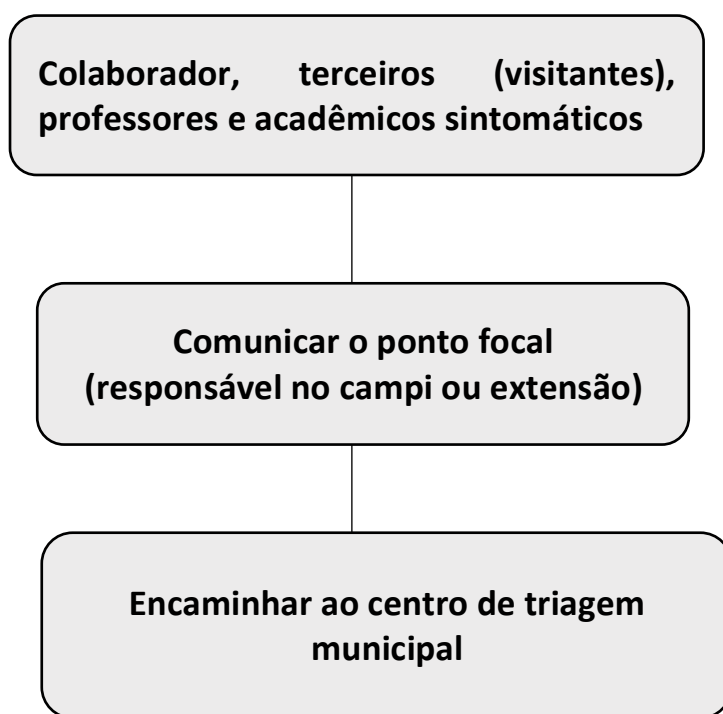 Colaborador, terceiros (visitantes),
professores e acadêmicos sintomáticos
Comunicar o ponto focal
(responsável no campi ou extensão)
Encaminhar ao centro de triagem
municipal